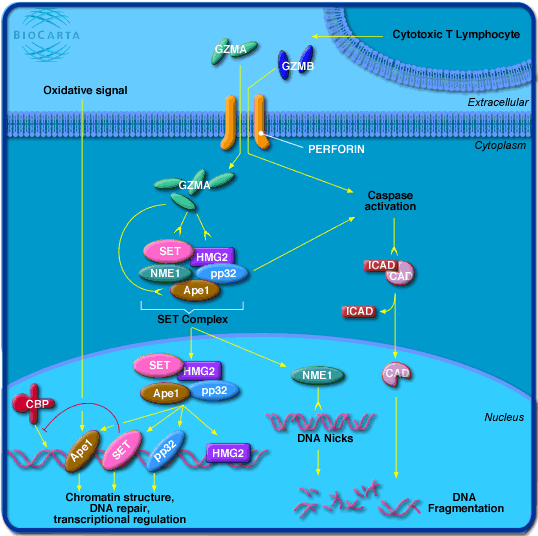 BIOCARTA
GZMA
GZMB
Cytotoxic T Lymphocyte
Oxidative signal
Extracellular
Cytoplasm
PERFORIN
GZMA
Caspase
activation
SET
HMG2
NME1
pp32
Ape1
SET Complex
ICAD
CAD
ICAD
SET
HMG2
Ape1
pp32
NME1
CAD
CBP
Nucleus
Ape1
SET
pp32
HMG2
DNA Nicks
Chromatin structure,
DNA repair,
transcriptional regulation
DNA
Fragmentation